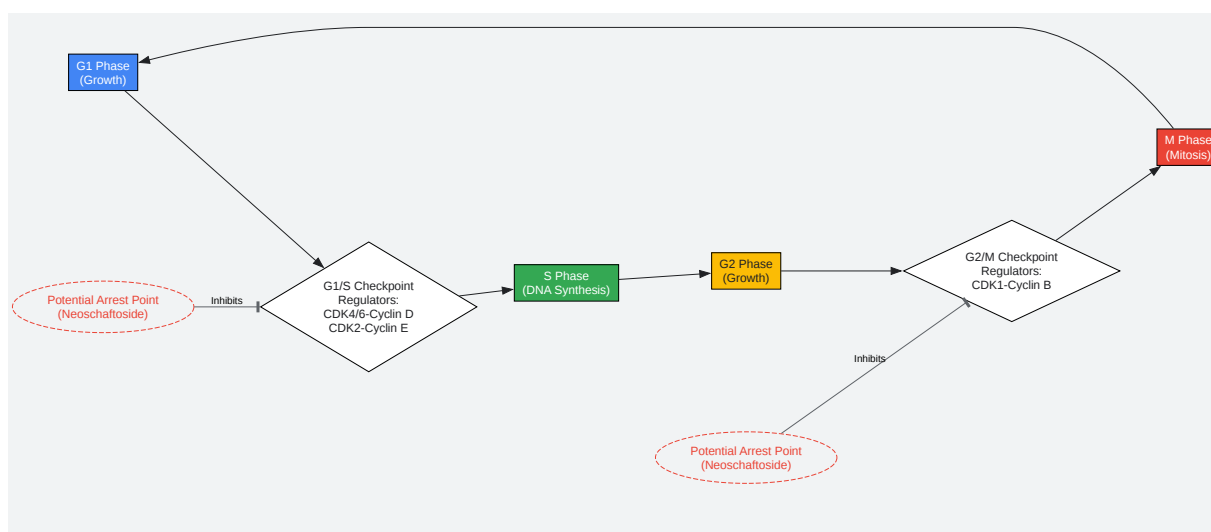 G1 Phase
(Growth)
M Phase
(Mitosis)
G1/S Checkpoint
Regulators:
CDK4/6-Cyclin D
CDK2-Cyclin E
S Phase
(DNA Synthesis)
G2 Phase
(Growth)
G2/M Checkpoint
Regulators:
CDK1-Cyclin B
Potential Arrest Point
(Neoschaftoside)
Inhibits
Inhibits
Potential Arrest Point
(Neoschaftoside)